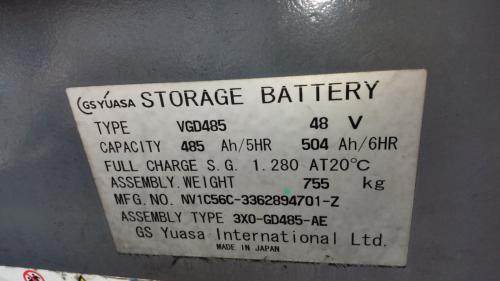 GS YUASA STORAGE BATTERY
TYPE VGD485 48 V
CAPACITY 485 Ah/5HR 504 Ah/6HR
FULL CHARGE S.G. 1.280 AT20℃
ASSEMBLY.WEIGHT 755 kg
MFG.NO. NV1C56C-3362894701-Z
ASSEMBLY TYPE 3X0-GD485-AE
GS Yuasa International Ltd.
MADE IN JAPAN